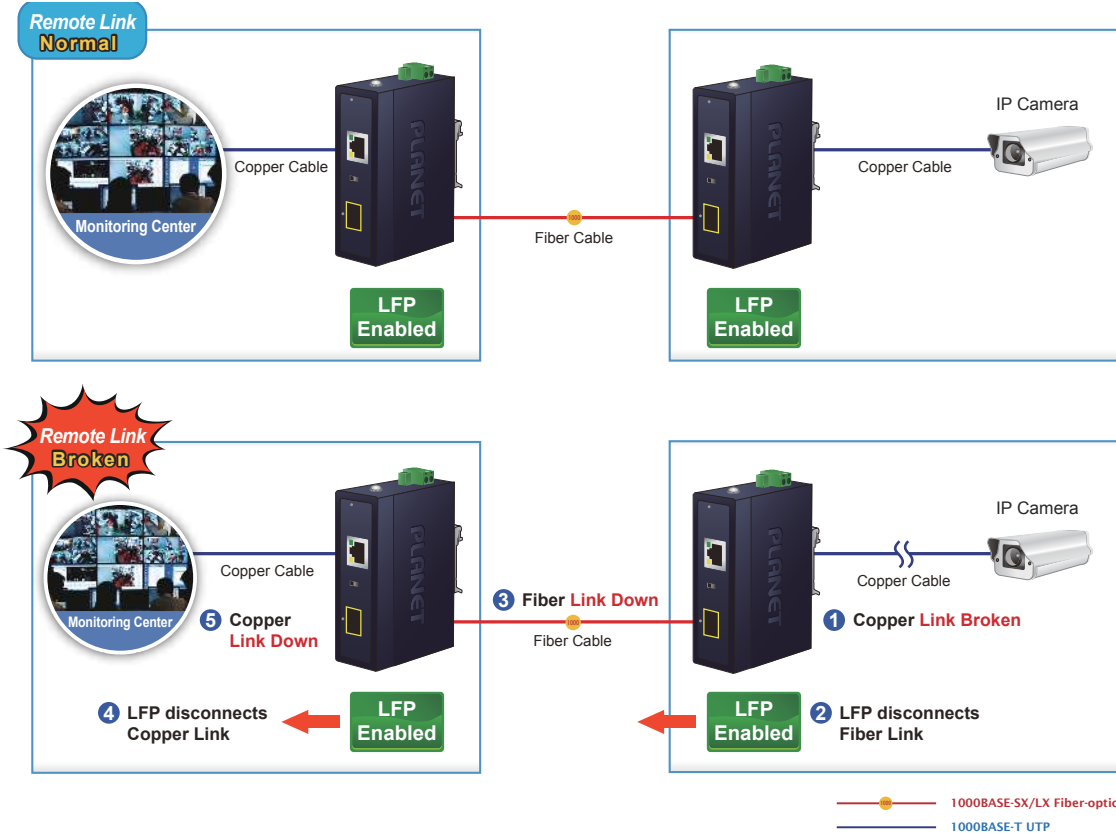 Remote Link
Normal
IP Camera
Copper Cable
Copper Cable
PLANET
PLANET
Monitoring Center
1000
Fiber Cable
LFP
Enabled
LFP
Enabled
Remote Link
Broken
IP Camera
Copper Cable
Copper Cable
PLANET
PLANET
Monitoring Center
5 Copper
Link Down
3 Fiber Link Down
1000
Fiber Cable
1 Copper Link Broken
4 LFP disconnects
Copper Link
LFP
Enabled
LFP
Enabled
2 LFP disconnects
Fiber Link
1000
1000BASE-SX/LX Fiber-optic
1000BASE-T UTP